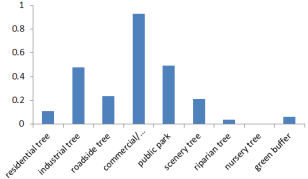 1
0.8
0.6
0.4
0.2
0
residential tree
industrial tree
roadside tree
commercial/ ...
public park
scenery tree
riparian tree
nursery tree
green buffer